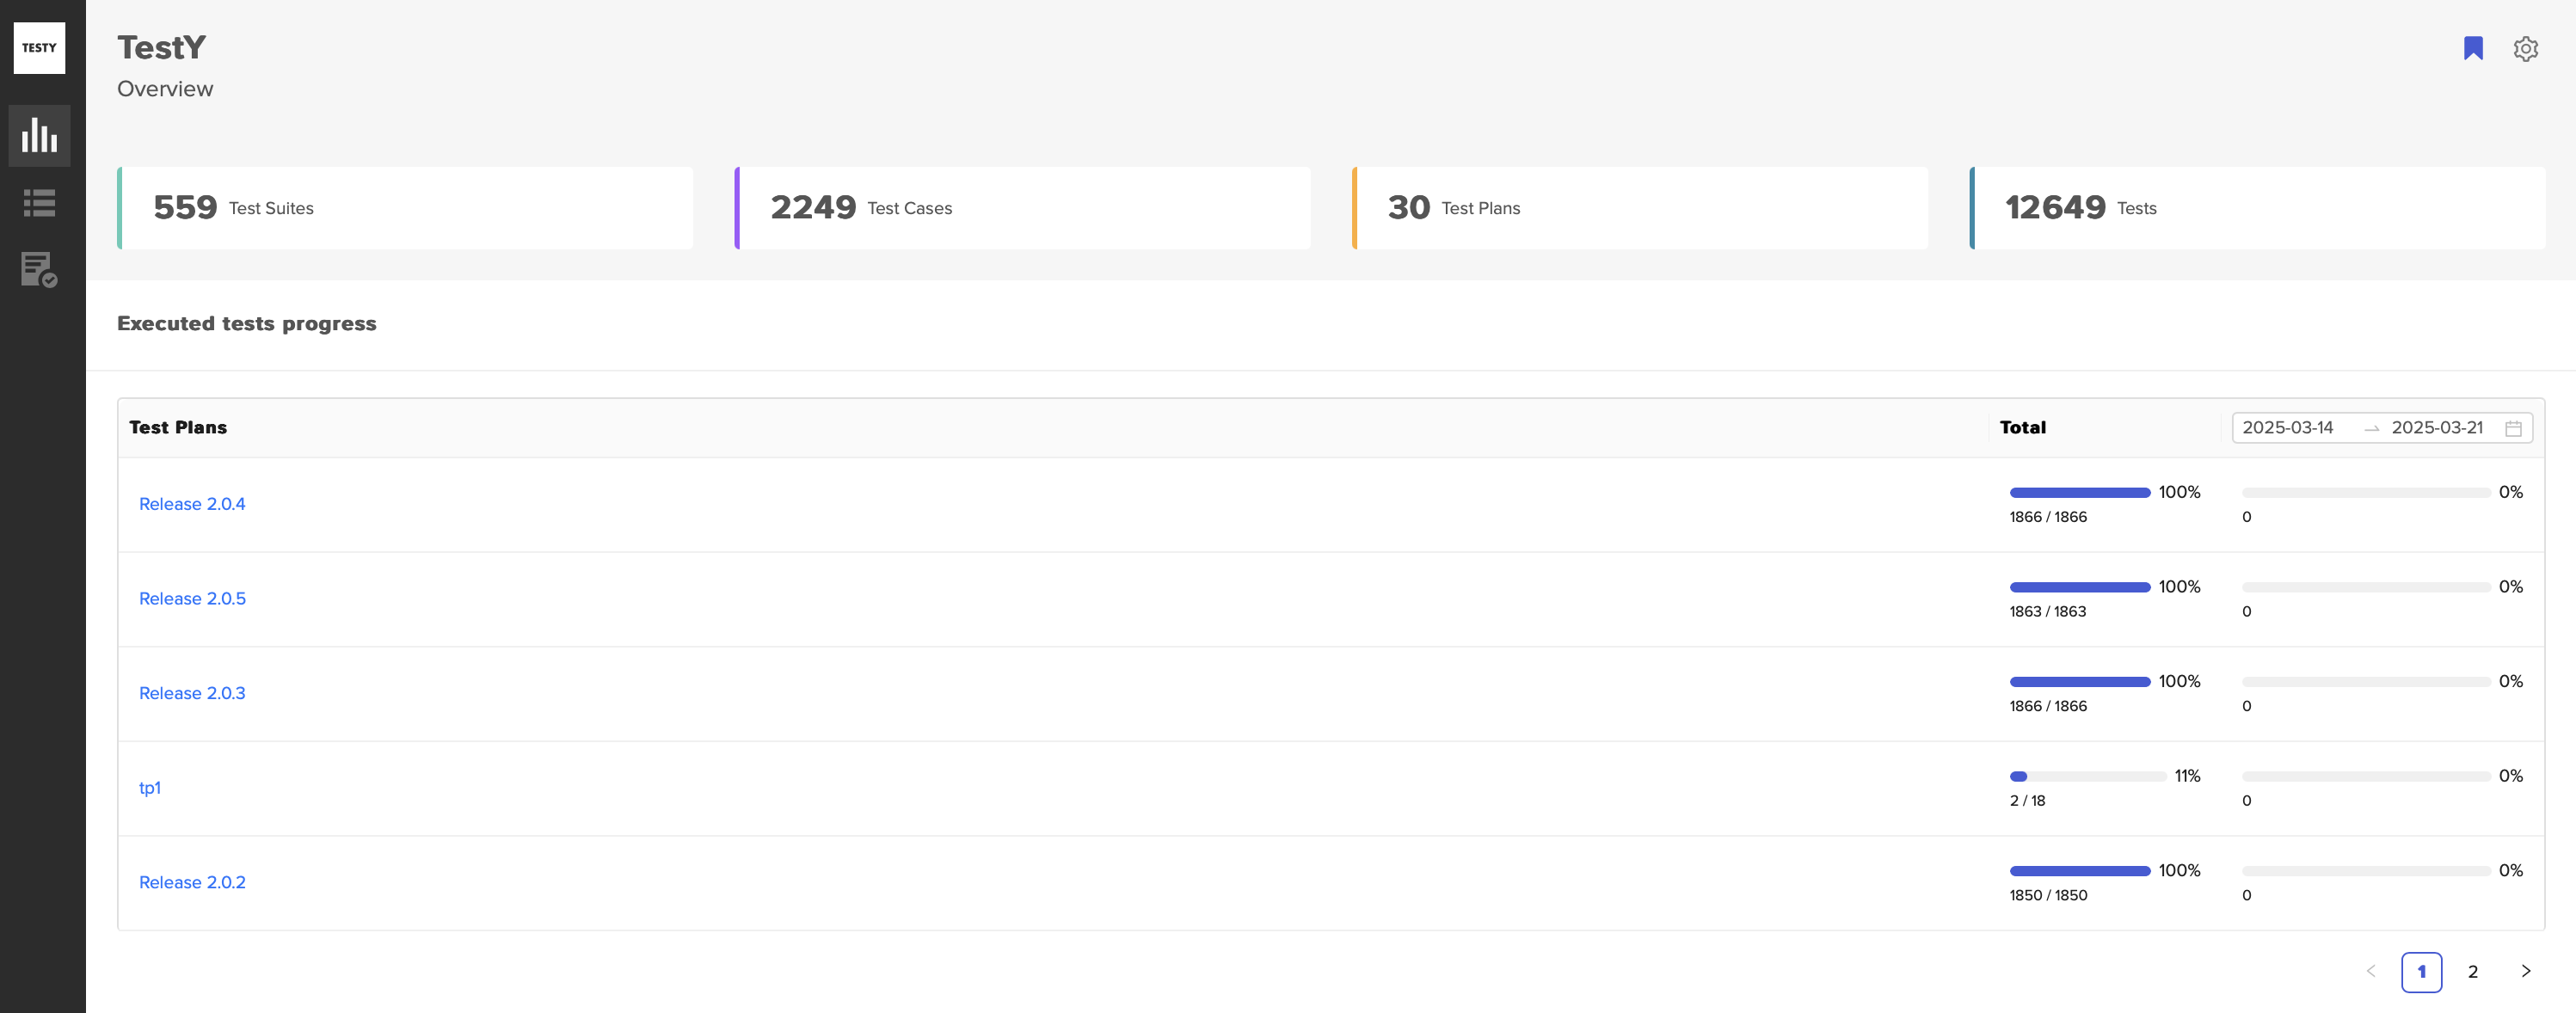 TESTY
TestY
Overview
559 Test Suites
2249 Test Cases
30 Test Plans
12649 Tests
Executed tests progress
Test Plans
Total
2025-03-14 → 2025-03-21
Release 2.0.4
100%
1866 / 1866
0%
0
Release 2.0.5
100%
1863 / 1863
0%
0
Release 2.0.3
100%
1866 / 1866
0%
0
tp1
11%
2 / 18
0%
0
Release 2.0.2
100%
1850 / 1850
0%
0
< 1 2 >